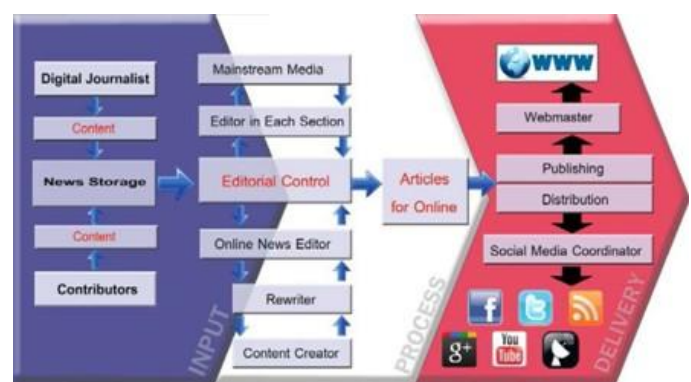 Digital Journalist
Content
News Storage
Content
Contributors
INPUT
Mainstream Media
Editor in Each Section
Editorial Control
Online News Editor
Rewriter
Content Creator
Articles
for Online
PROCESS
WWW
Webmaster
Publishing
Distribution
Social Media Coordinator
f
t
g+
You
Tube
DELIVERY